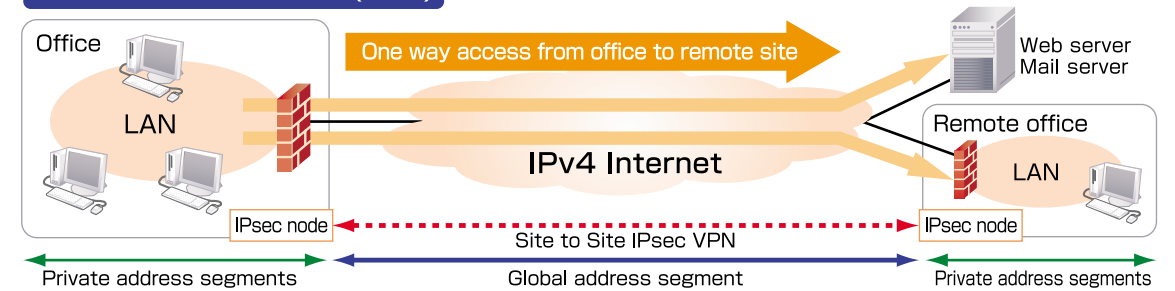 Office
One way access from office to remote site
Web server
Mail server
LAN
Remote office
IPv4 Internet
LAN
IPsec node
IPsec node
Site to Site IPsec VPN
Private address segments
Global address segment
Private address segments